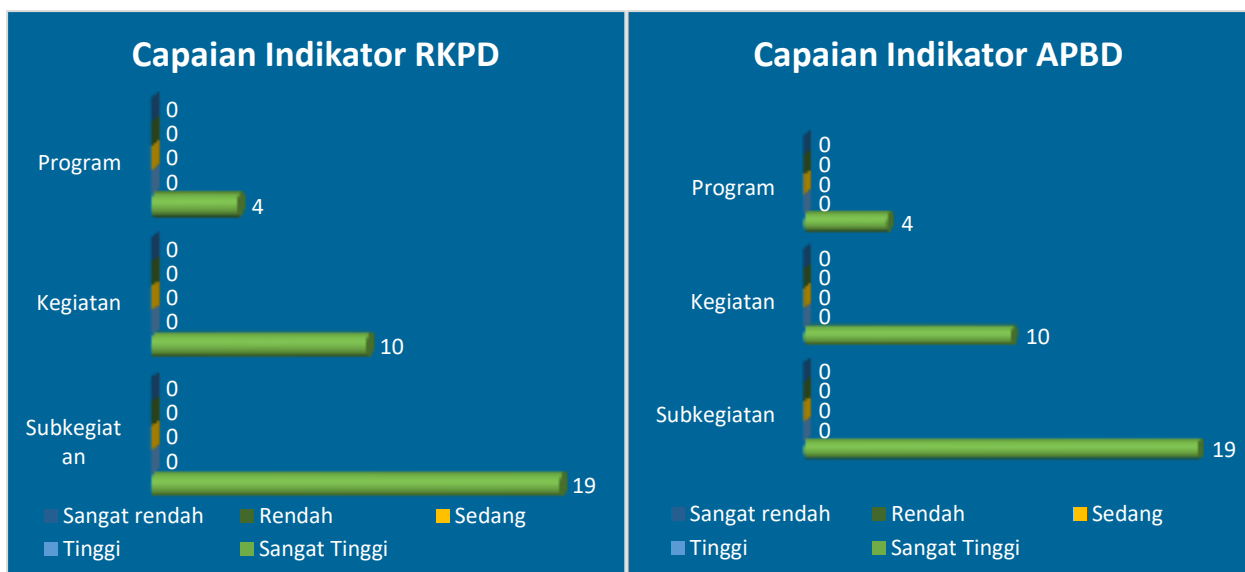 Capaian Indikator RKPD
Program
0
0
0
0
4
Kegiatan
0
0
0
0
10
Subkegiat
an
0
0
0
0
19
Sangat rendah
Rendah
Sedang
Tinggi
Sangat Tinggi
Capaian Indikator APBD
Program
0
0
0
0
4
Kegiatan
0
0
0
0
10
Subkegiatan
0
0
0
0
19
Sangat rendah
Rendah
Sedang
Tinggi
Sangat Tinggi